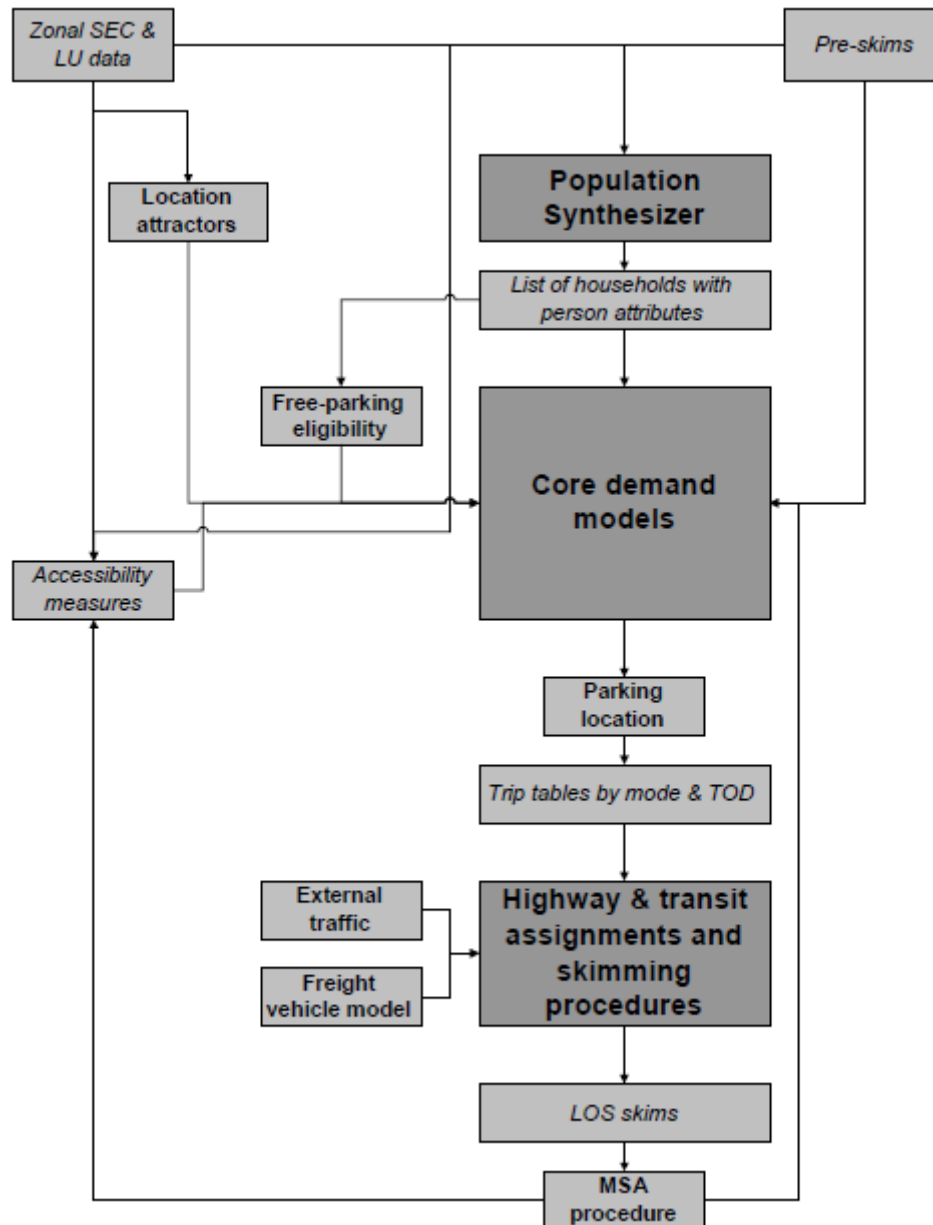 Zonal SEC &
LU data
Pre-skims
Population
Synthesizer
Location
attractors
List of households with
person attributes
Free-parking
eligibility
Core demand
models
Accessibility
measures
Parking
location
Trip tables by mode & TOD
External
traffic
Highway & transit
assignments and
skimming
procedures
Freight
vehicle model
LOS skims
MSA
procedure